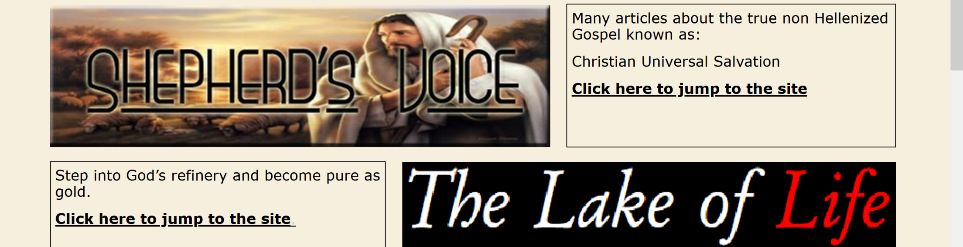 SHEPHERD'S VOICE
Many articles about the true non Hellenized
Gospel known as:
Christian Universal Salvation
Click here to jump to the site
Step into God's refinery and become pure as
gold.
Click here to jump to the site
The Lake of Life